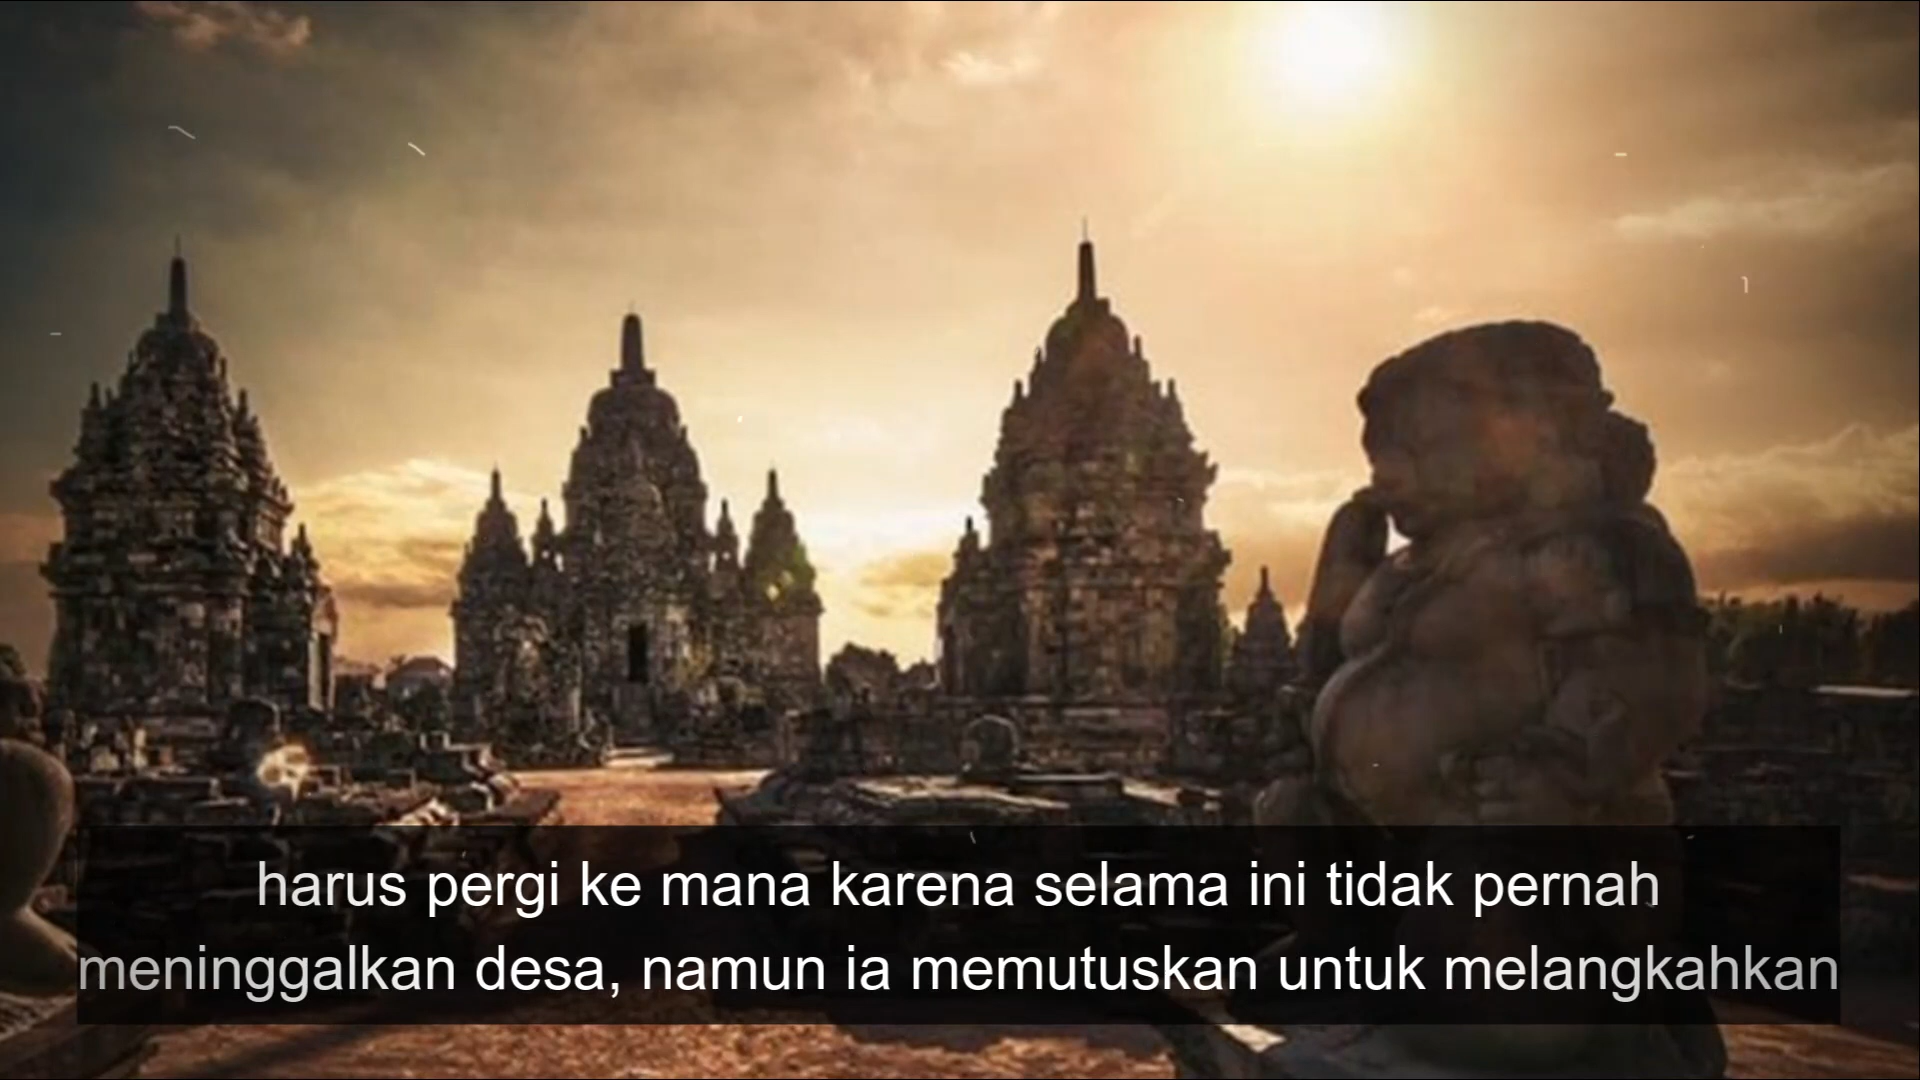 harus pergi ke mana karena selama ini tidak pernah
meninggalkan desa, namun ia memutuskan untuk melangkahkan